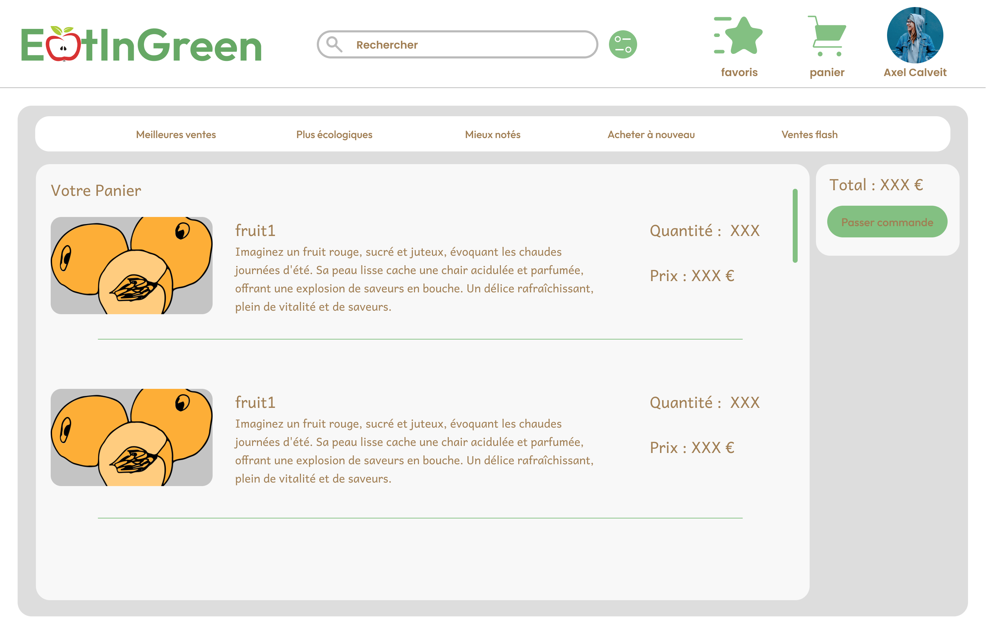 EatInGreen
Rechercher
favoris
panier
Axel Calveit
Meilleures ventes
Plus écologiques
Mieux notés
Acheter à nouveau
Ventes flash
Votre Panier
fruit1
Imaginez un fruit rouge, sucré et juteux, évoquant les chaudes
journées d'été. Sa peau lisse cache une chair acidulée et parfumée,
offrant une explosion de saveurs en bouche. Un délice rafraîchissant,
plein de vitalité et de saveurs.
Quantité : XXX
Prix : XXX €
fruit1
Imaginez un fruit rouge, sucré et juteux, évoquant les chaudes
journées d'été. Sa peau lisse cache une chair acidulée et parfumée,
offrant une explosion de saveurs en bouche. Un délice rafraîchissant,
plein de vitalité et de saveurs.
Quantité : XXX
Prix : XXX €
Total : XXX €
Passer commande